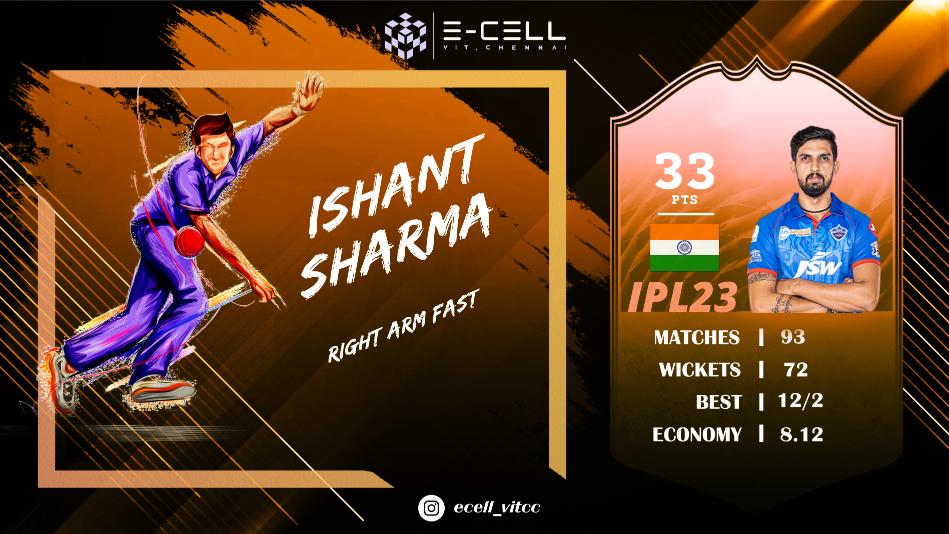 E-CELL
VIT, CHENNAI
ISHANT
SHARMA
RIGHT ARM FAST
33
PTS
JSW
IPL23
MATCHES | 93
WICKETS | 72
BEST | 12/2
ECONOMY | 8.12
ecell_vitcc